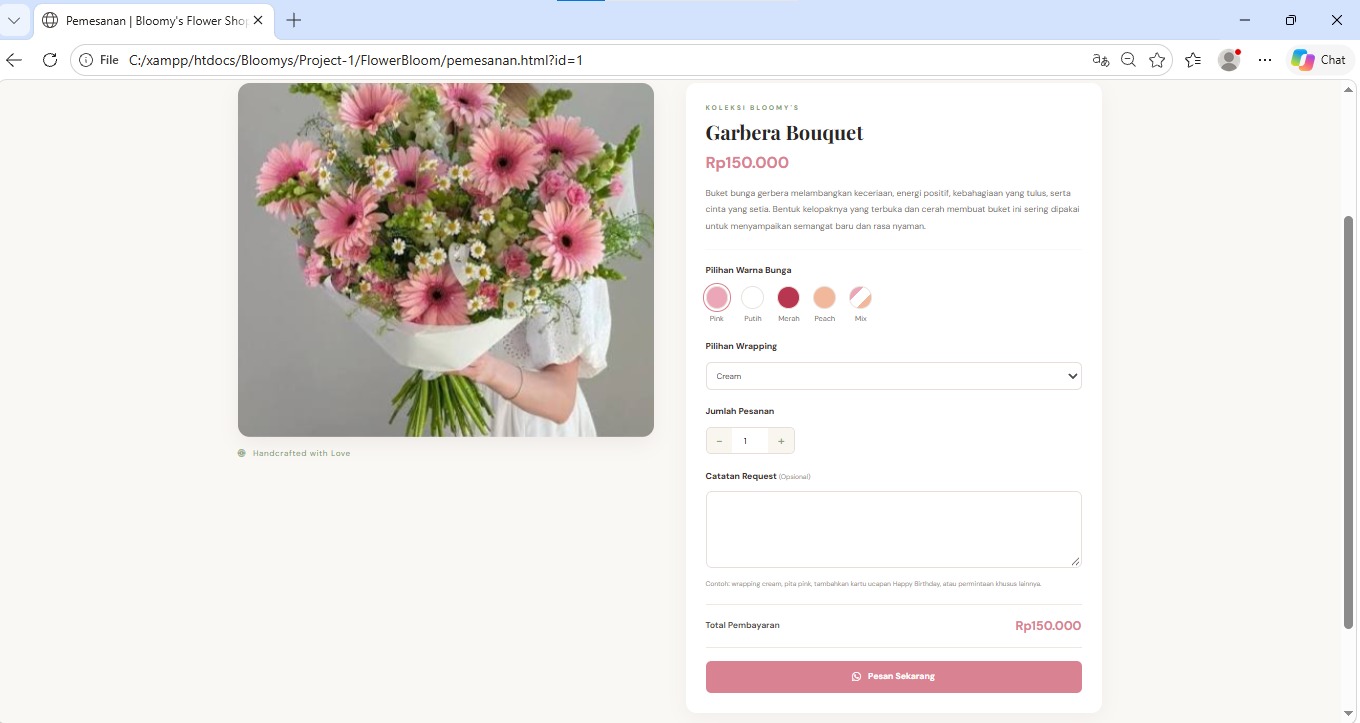 Pemesanan | Bloomy's Flower Sho
File C:/xampp/htdocs/Bloomys/Project-1/FlowerBloom/pemesanan.html?id=1
Chat
KOLEKSI BLOOMY'S
Garbera Bouquet
Rp150.000
Buket bunga gerbera melambangkan keceriaan, energi positif, kebahagiaan yang tulus, serta
cinta yang setia. Bentuk kelopaknya yang terbuka dan cerah membuat buket ini sering dipakai
untuk menyampaikan semangat baru dan rasa nyaman.
Pilihan Warna Bunga
Pink Putih Merah Peach Mix
Pilihan Wrapping
Cream
Jumlah Pesanan
− 1 +
Handcrafted with Love
Catatan Request (Opsional)
Contoh: wrapping cream, pita pink, tambahkan kartu ucapan Happy Birthday, atau permintaan khusus lainnya.
Total Pembayaran Rp150.000
Pesan Sekarang